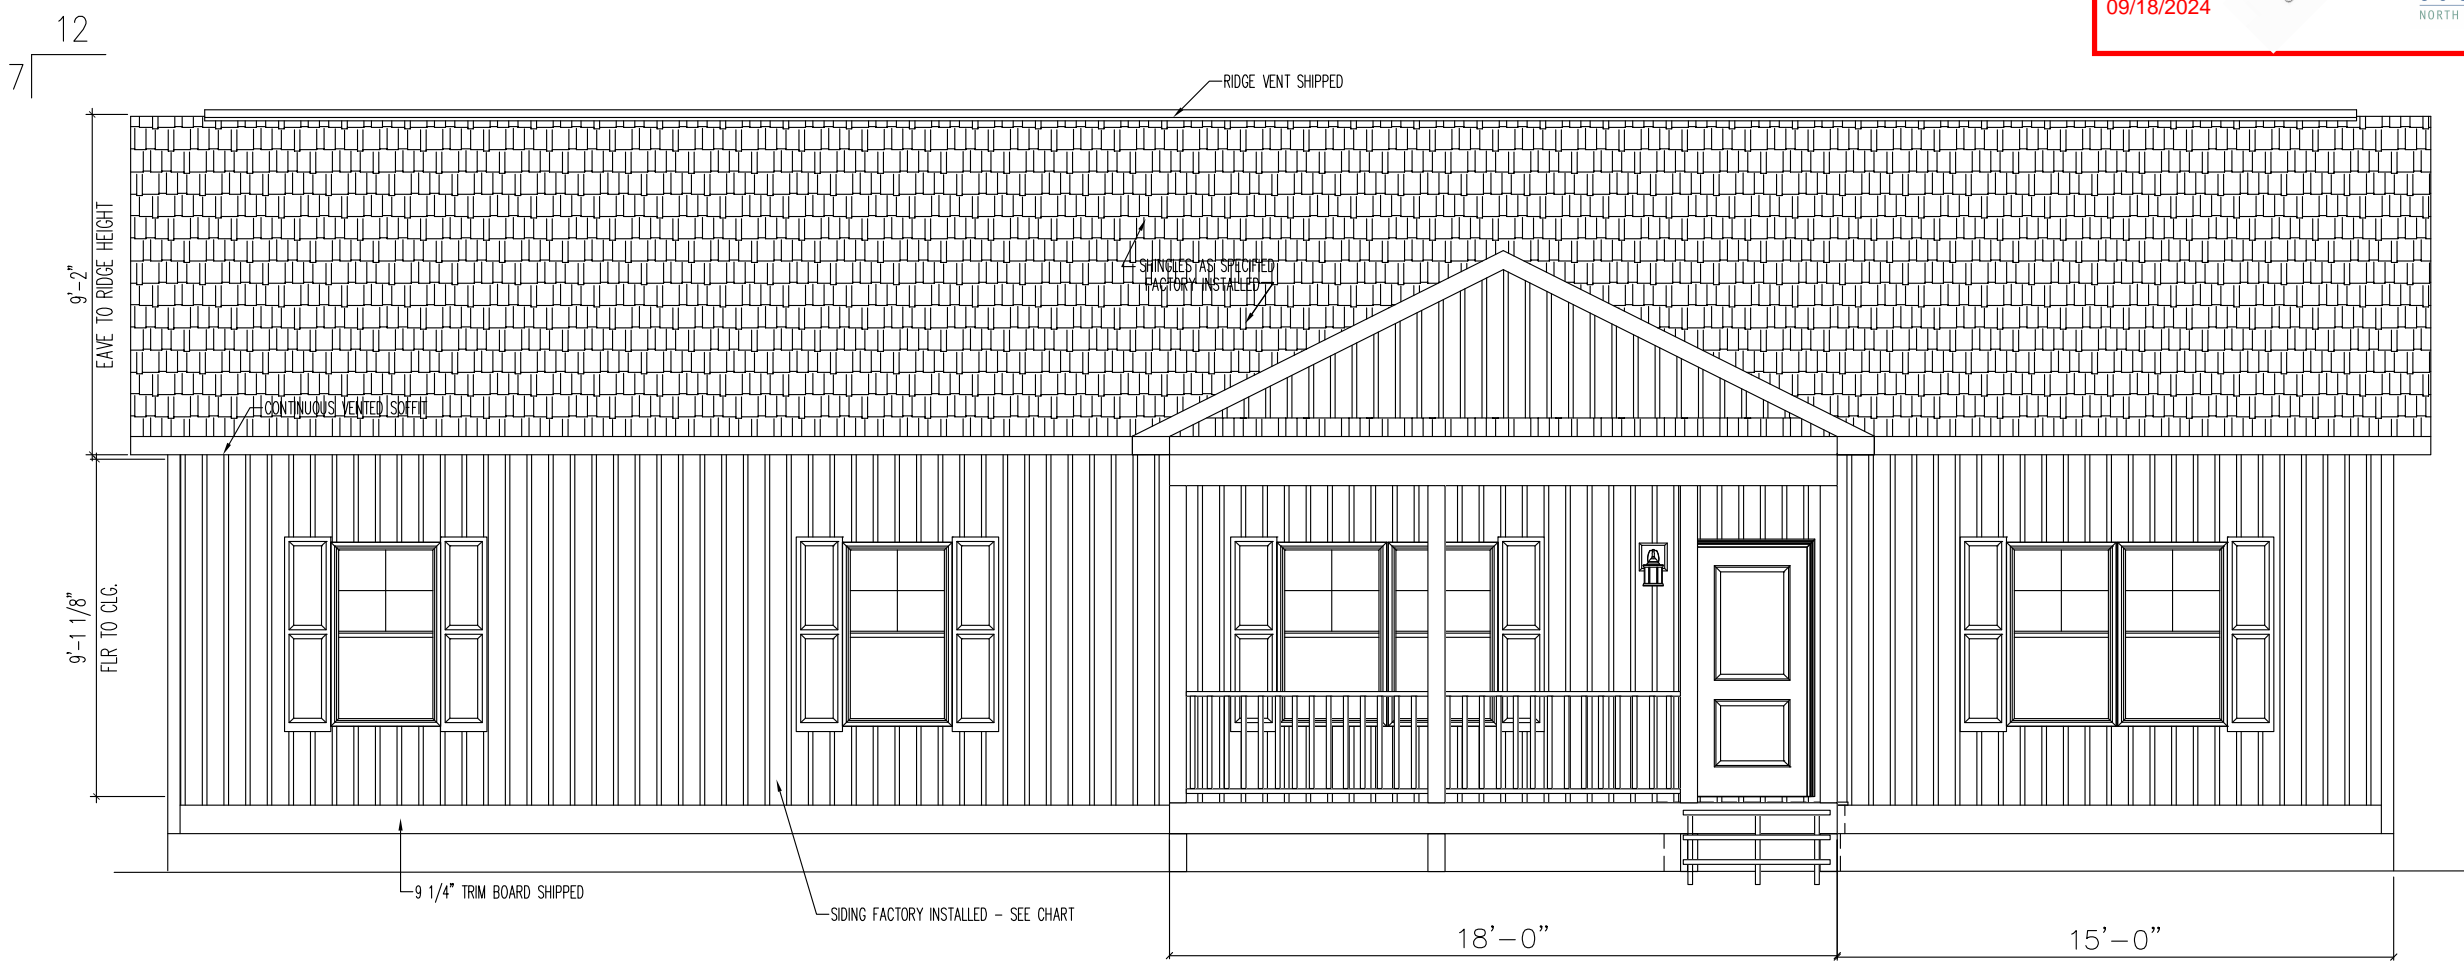 12
7
09/18/2024
NORTH
RIDGE VENT SHIPPED
9'-2"
EAVE TO RIDGE HEIGHT
SHINGLES AS SPECIFIED
FACTORY INSTALLED
CONTINUOUS VENTED SOFFIT
9'-1 1/8"
FLR TO CLG.
9 1/4" TRIM BOARD SHIPPED
SIDING FACTORY INSTALLED - SEE CHART
18'-0"
15'-0"